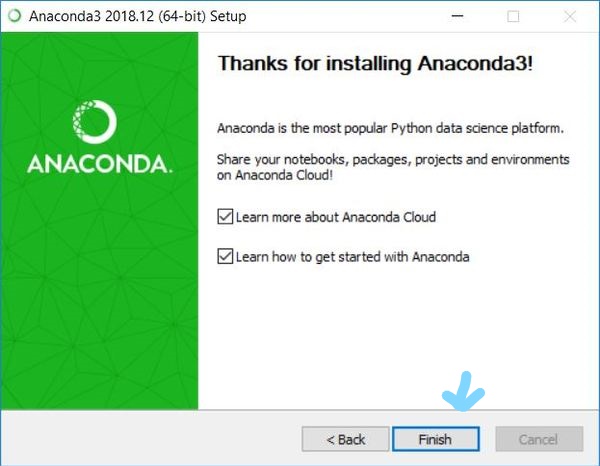 Anaconda3 2018.12 (64-bit) Setup
Thanks for installing Anaconda3!
ANACONDA.
Anaconda is the most popular Python data science platform.
Share your notebooks, packages, projects and environments
on Anaconda Cloud!
Learn more about Anaconda Cloud
Learn how to get started with Anaconda
< Back
Finish
Cancel